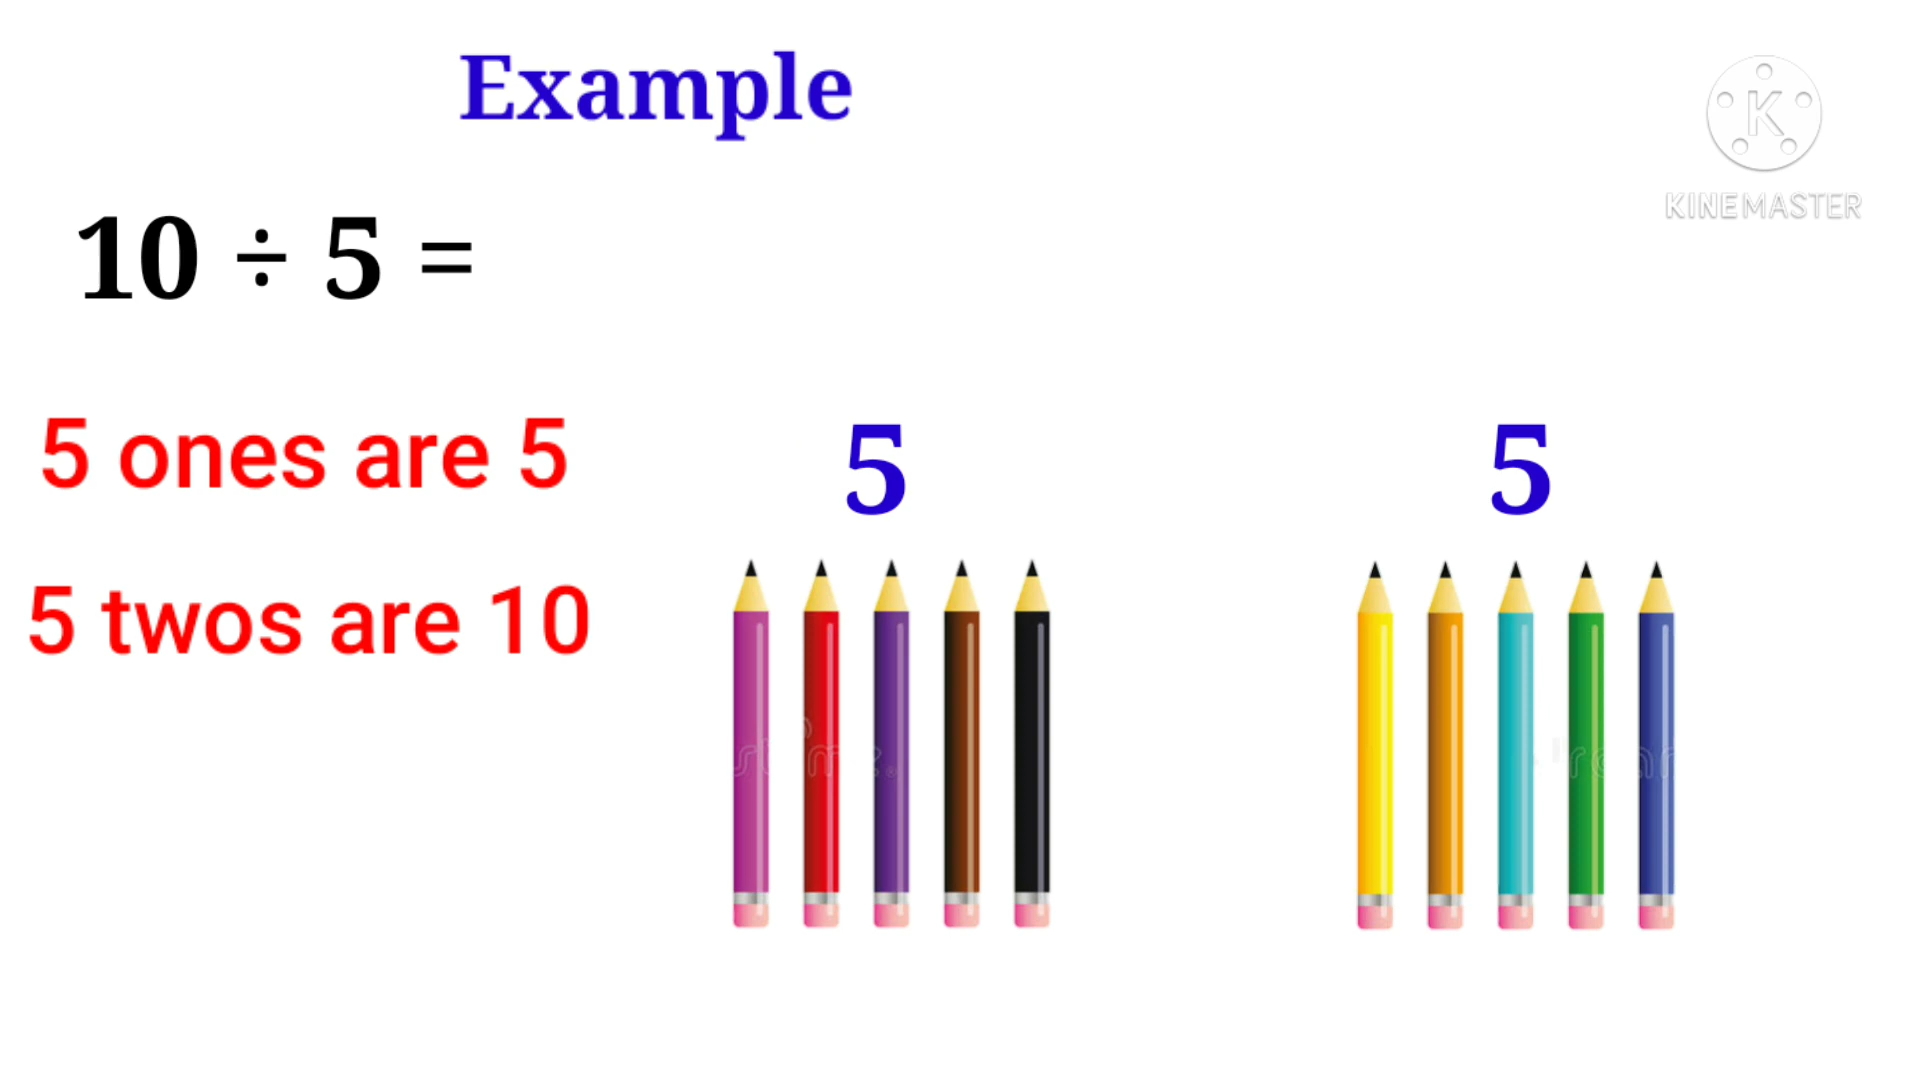 Example
KINEMASTER
10 ÷ 5 =
5 ones are 5
5 twos are 10
5
5